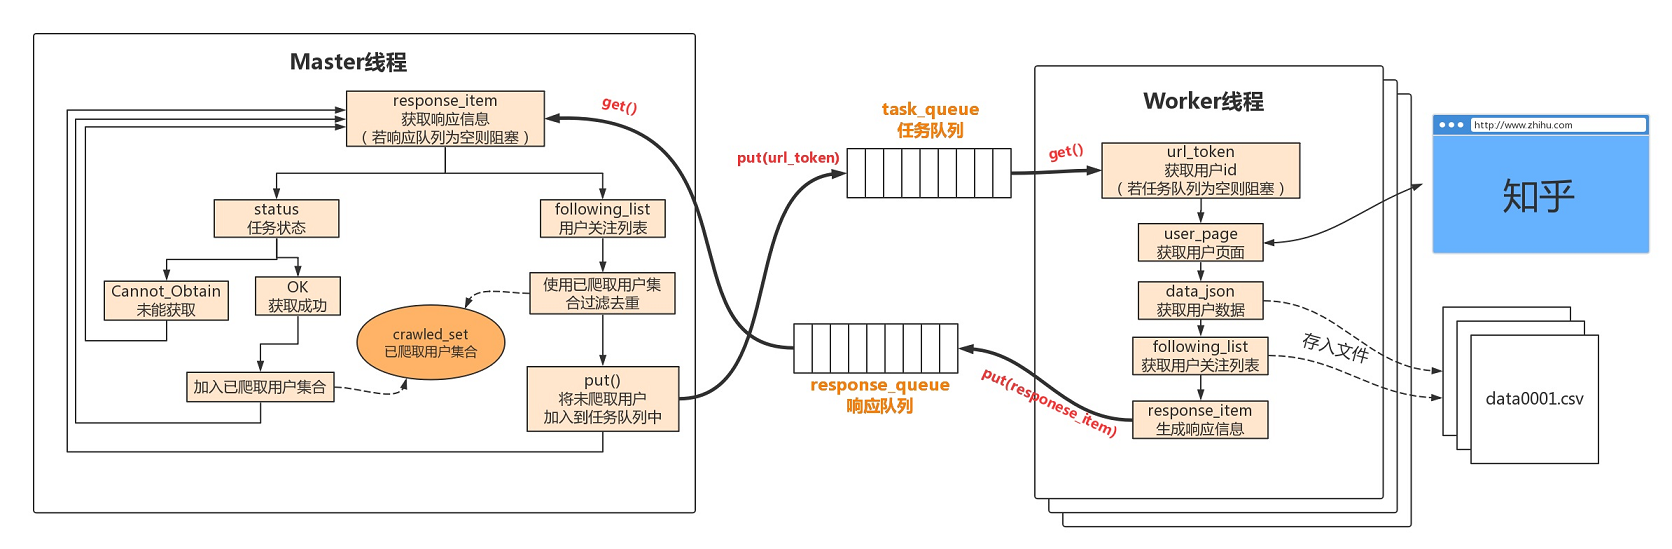 Master线程
response_item
获取响应信息
（若响应队列为空则阻塞）
get()
status
任务状态
following_list
用户关注列表
Cannot_Obtain
未能获取
OK
获取成功
使用已爬取用户集
合过滤去重
crawled_set
已爬取用户集合
加入已爬取用户集合
put()
将未爬取用户
加入到任务队列中
put(url_token)
task_queue
任务队列
get()
response_queue
响应队列
put(responese_item)
Worker线程
url_token
获取用户id
（若任务队列为空则阻塞）
user_page
获取用户页面
data_json
获取用户数据
following_list
获取用户关注列表
response_item
生成响应信息
存入文件
http://www.zhihu.com
知乎
data0001.csv